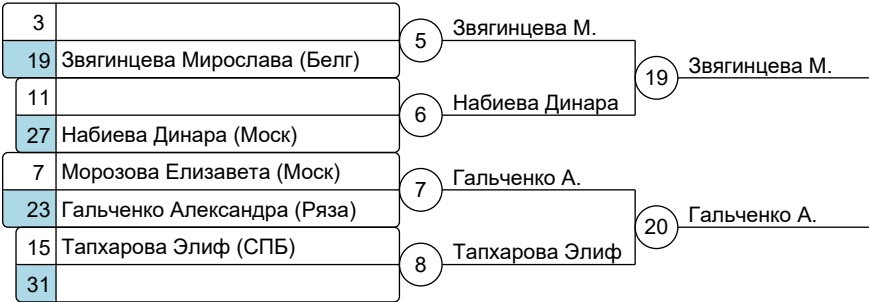 3
19 Звягинцева Мирослава (Белг)
5 Звягинцева М.
11
27 Набиева Динара (Моск)
6 Набиева Динара
19 Звягинцева М.
7 Морозова Елизавета (Моск)
23 Гальченко Александра (Ряза)
7 Гальченко А.
15 Тапхарова Элиф (СПБ)
31
8 Тапхарова Элиф
20 Гальченко А.